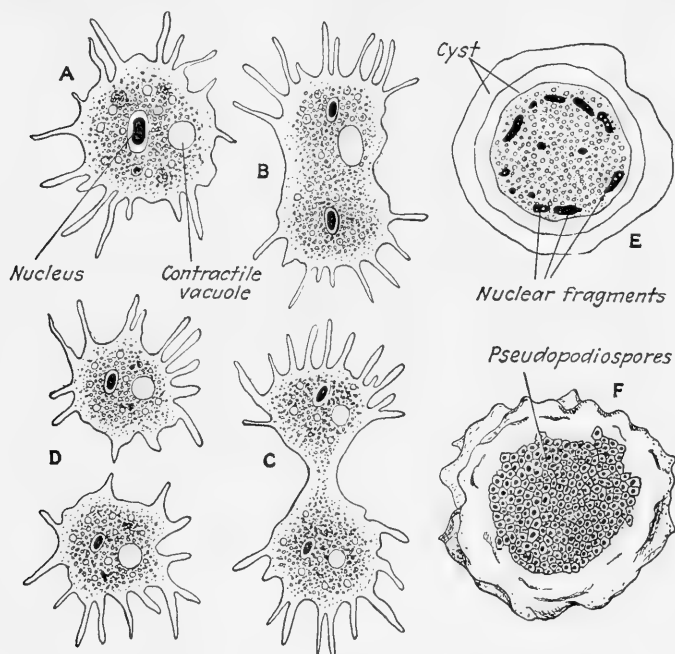 A
B
Cyst
E
Nucleus
Contractile
vacuole
Nuclear fragments
Pseudopodiospores
F
D
C